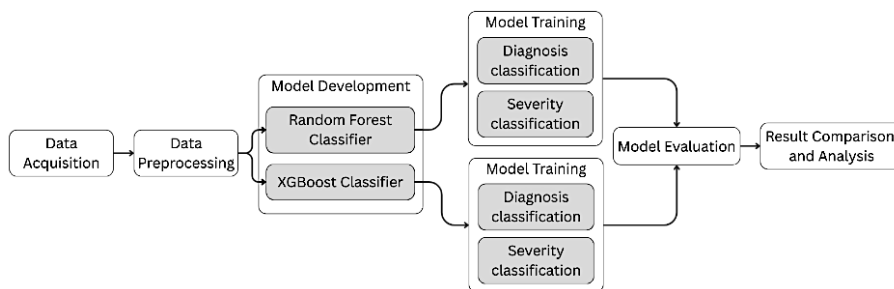 Data
Acquisition
Data
Preprocessing
Model Development
Random Forest
Classifier
XGBoost Classifier
Model Training
Diagnosis
classification
Severity
classification
Model Training
Diagnosis
classification
Severity
classification
Model Evaluation
Result Comparison
and Analysis